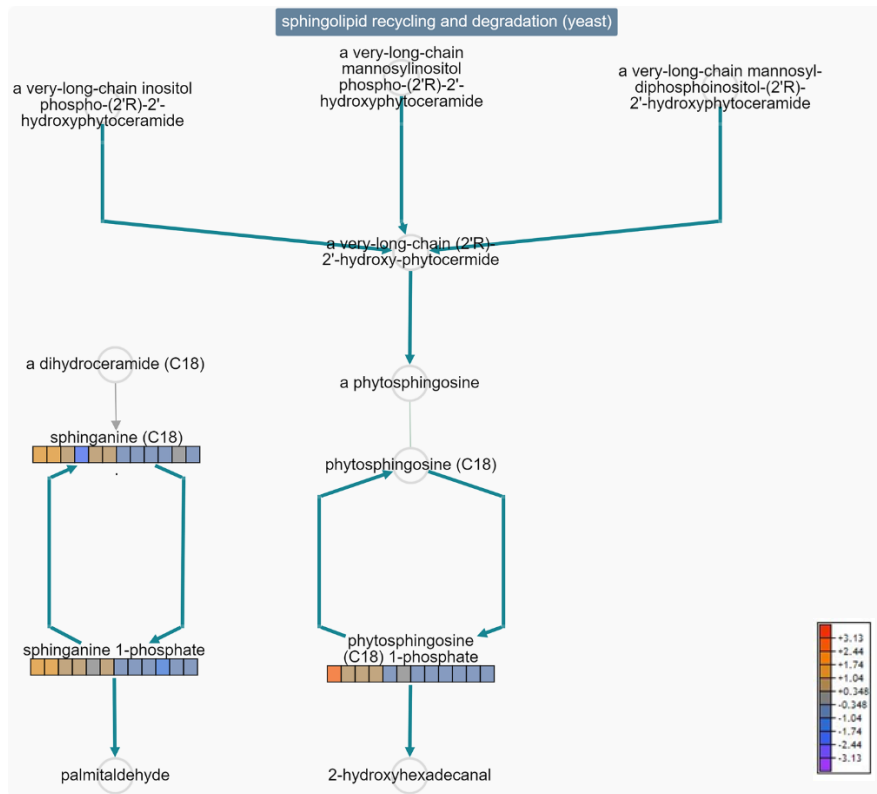 sphingolipid recycling and degradation (yeast)
a very-long-chain inositol
phospho-(2'R)-2'-
hydroxyphytoceramide
a very-long-chain
mannosylinositol
phospho-(2'R)-2'-
hydroxyphytoceramide
a very-long-chain mannosyl-
diphosphoinositol-(2'R)-
2'-hydroxyphytoceramide
a very-long-chain (2'R)-
2'-hydroxy-phytocermide
a dihydroceramide (C18)
a phytosphingosine
sphinganine (C18)
.
phytosphingosine (C18)
sphinganine 1-phosphate
phytosphingosine
(C18) 1-phosphate
palmitaldehyde
2-hydroxyhexadecanal
+3.13
+2.44
+1.74
+1.04
+0.348
-0.348
-1.04
-1.74
-2.44
-3.13